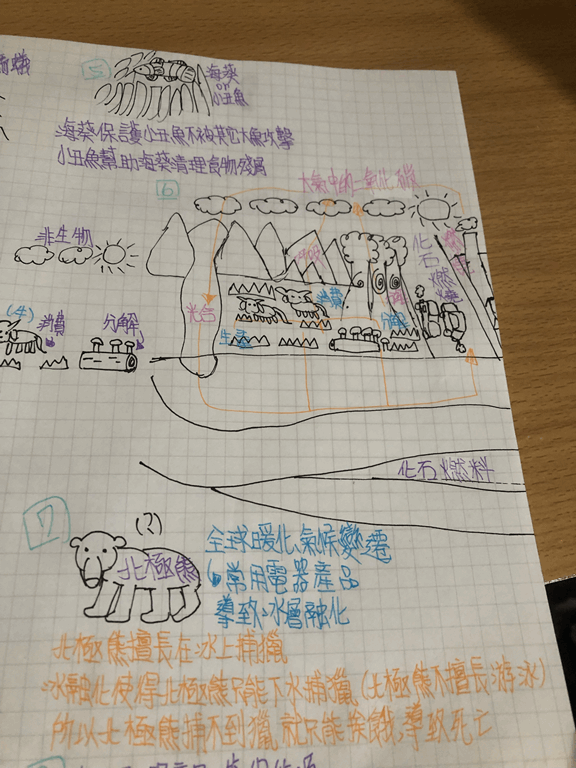 5
海葵
or
小丑魚
海葵保護小丑魚不被其它大魚攻擊
小丑魚幫助海葵清理食物殘屑
6
大氣中的二氧化碳
非生物
化石燃燒
消費
光合
分解
(牛)
消費
分解
生產
化石燃料
7
(?)
北極熊
全球暖化、氣候變遷
常用電器產品
導致冰層融化
北極熊擅長在冰上捕獵
冰融化使得北極熊只能下水捕獵(北極熊不擅長游泳)
所以北極熊捕不到獵就只能挨餓,導致死亡